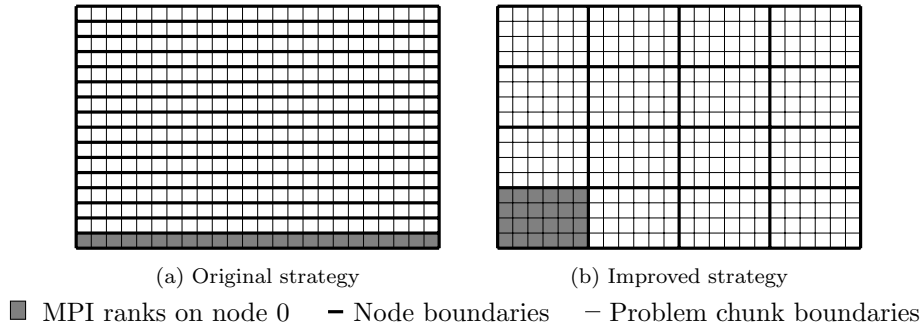 (a) Original strategy
(b) Improved strategy
MPI ranks on node 0 – Node boundaries – Problem chunk boundaries